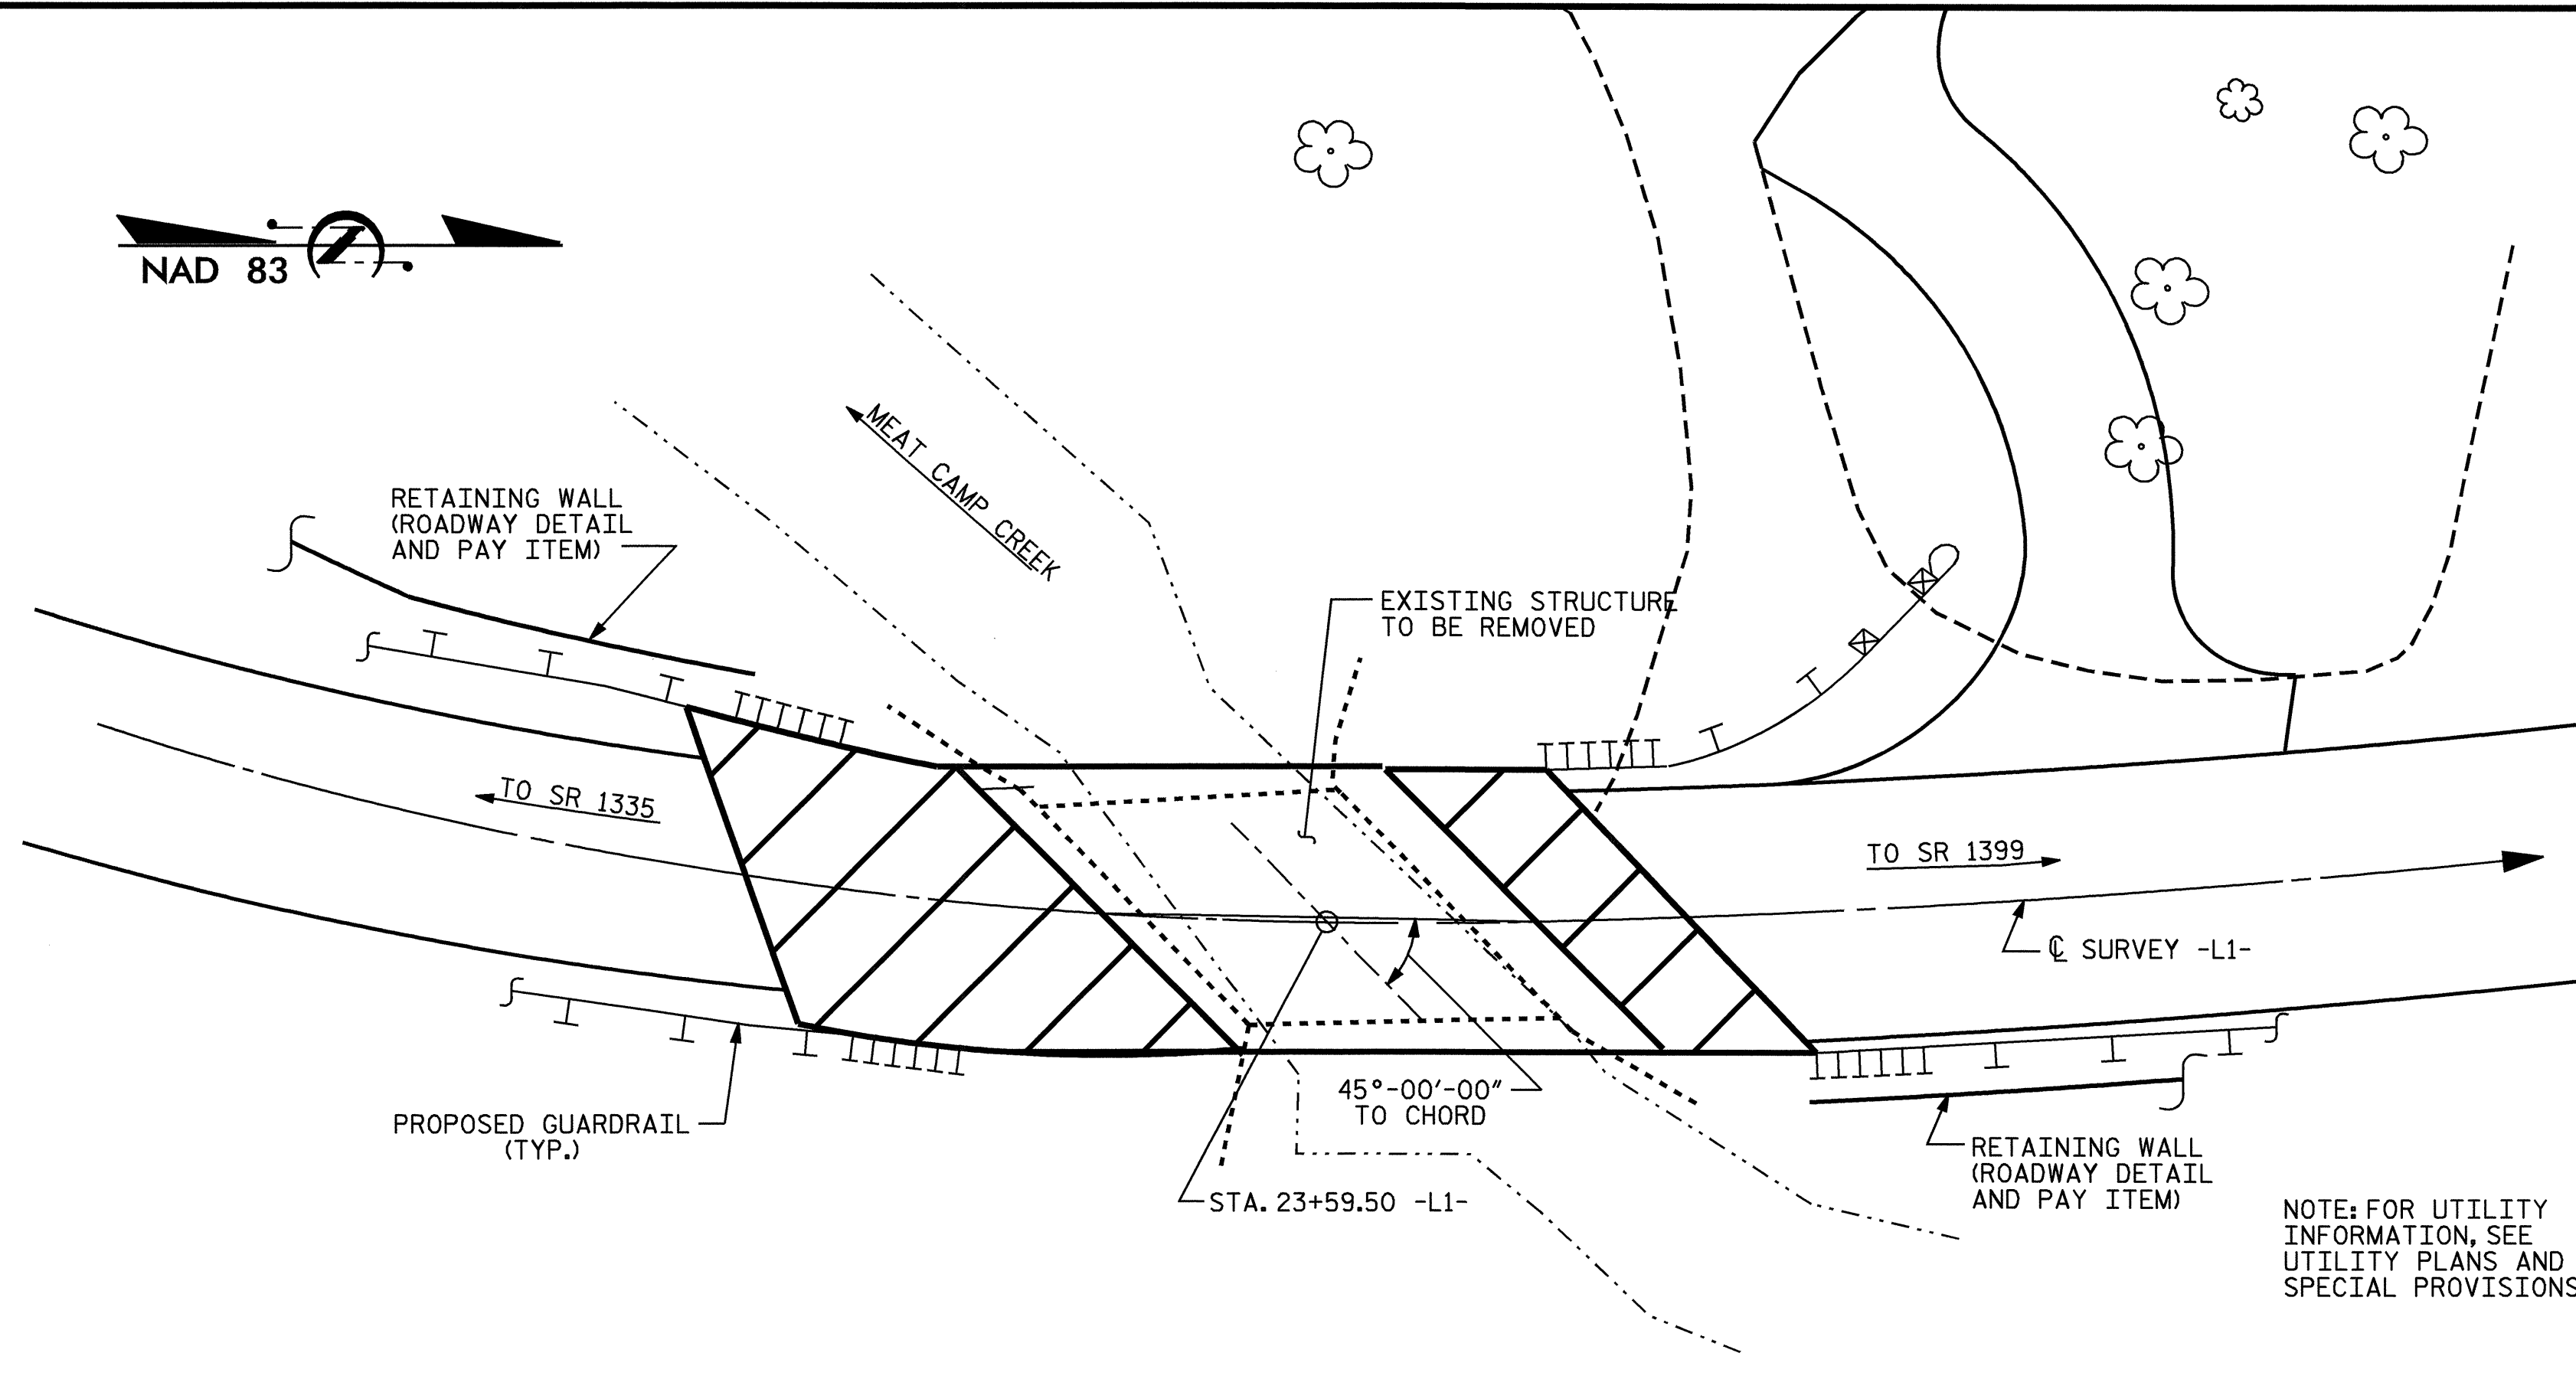 NAD 83
MEAT CAMP CREEK
RETAINING WALL
(ROADWAY DETAIL
AND PAY ITEM)
EXISTING STRUCTURE
TO BE REMOVED
TO SR 1335
TO SR 1399
℄ SURVEY -L1-
45°-00'-00"
TO CHORD
PROPOSED GUARDRAIL
(TYP.)
STA. 23+59.50 -L1-
RETAINING WALL
(ROADWAY DETAIL
AND PAY ITEM)
NOTE: FOR UTILITY
INFORMATION, SEE
UTILITY PLANS AND
SPECIAL PROVISIONS